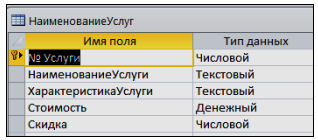 НаименованиеУслуг
Имя поля Тип данных
№ Услуги Числовой
НаименованиеУслуги Текстовый
ХарактеристикаУслуги Текстовый
Стоимость Денежный
Скидка Числовой